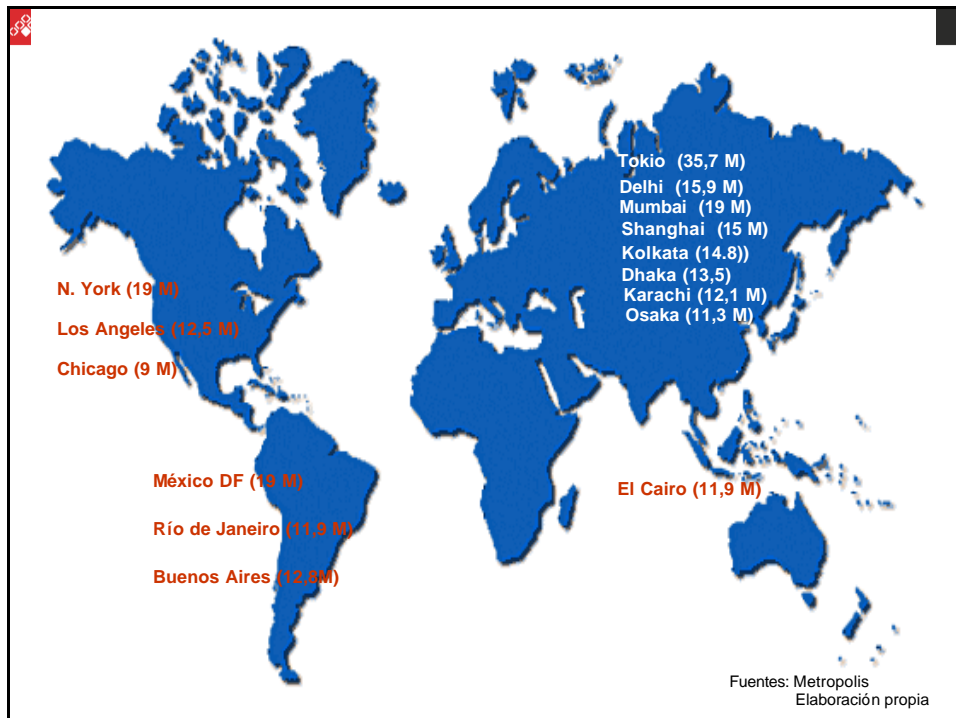 Tokio (35,7 M)
Delhi (15,9 M)
Mumbai (19 M)
Shanghai (15 M)
Kolkata (14.8))
Dhaka (13,5)
Karachi (12,1 M)
Osaka (11,3 M)
N. York (19 M)
Los Angeles (12,5 M)
Chicago (9 M)
México DF (19 M)
Río de Janeiro (11,9 M)
Buenos Aires (12,8M)
El Cairo (11,9 M)
Fuentes: Metropolis
Elaboración propia